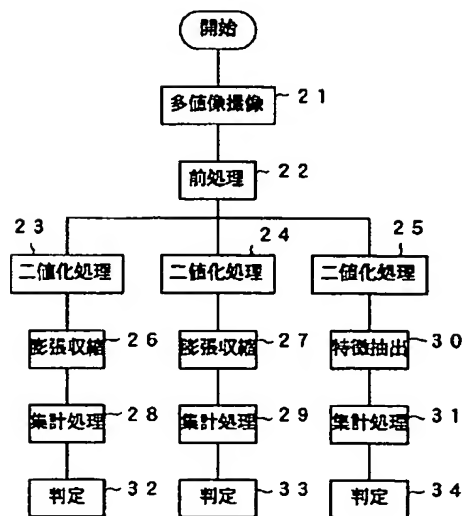 開始
多値像撮像 21
前処理 22
23 24 25
二値化処理 二値化処理 二値化処理
膨張収縮 26 膨張収縮 27 特徴抽出 30
集計処理 28 集計処理 29 集計処理 31
判定 32 判定 33 判定 34